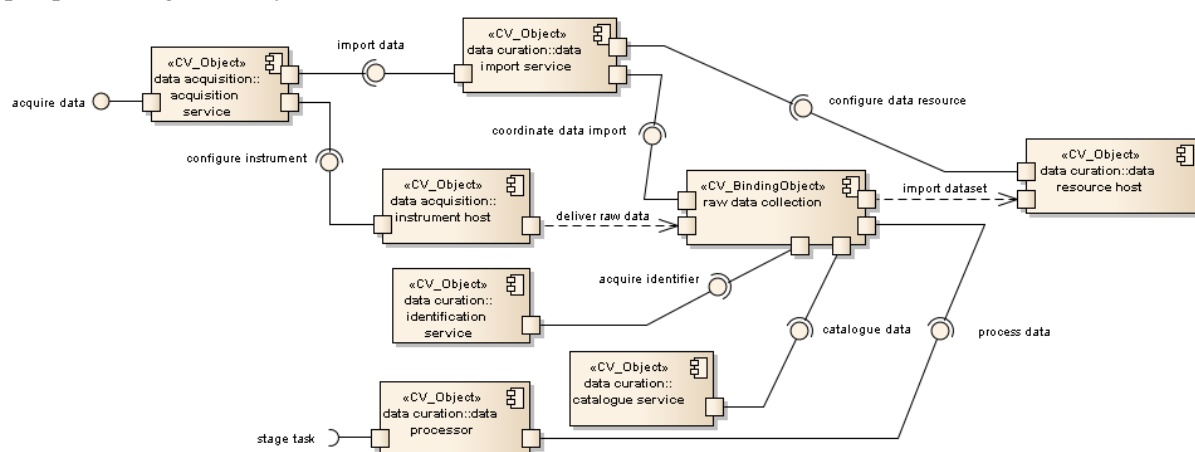 «CV_Object»
data curation::data
import service
import data
«CV_Object»
data acquisition::
acquisition
service
acquire data
configure data resource
coordinate data import
configure instrument
«CV_Object»
data curation::data
resource host
«CV_Object»
data acquisition::
instrument host
deliver raw data
«CV_BindingObject»
raw data collection
import dataset
acquire identifier
«CV_Object»
data curation::
identification
service
catalogue data
process data
«CV_Object»
data curation::
catalogue service
«CV_Object»
data curation::data
processor
stage task